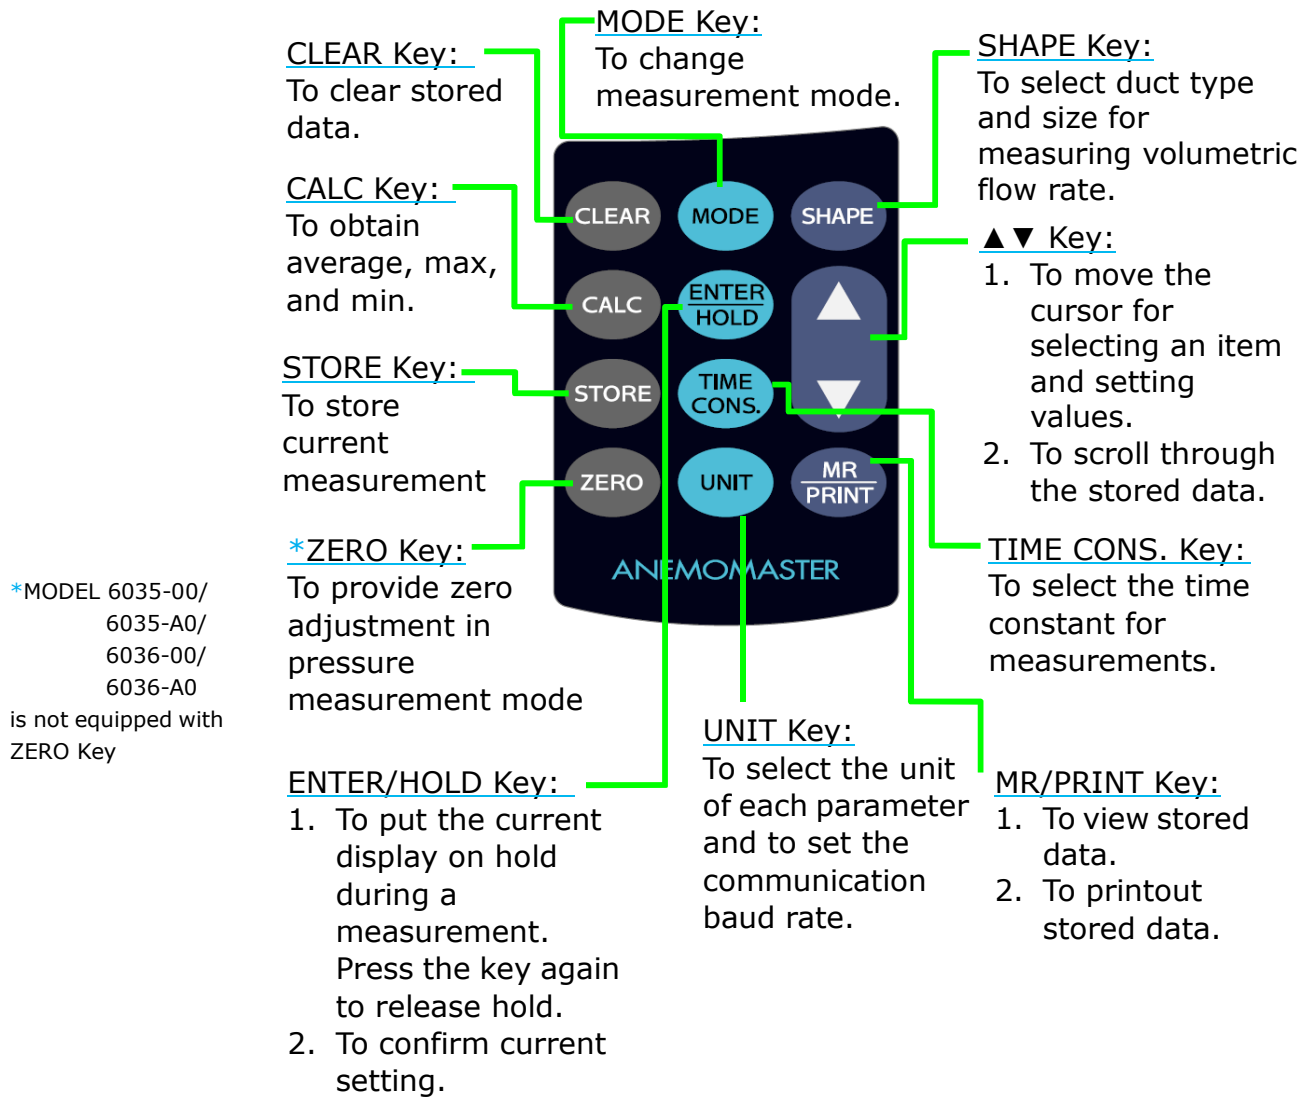 MODE Key:
To change
measurement mode.
CLEAR Key:
To clear stored
data.
SHAPE Key:
To select duct type
and size for
measuring volumetric
flow rate.
CALC Key:
To obtain
average, max,
and min.
▲▼ Key:
1. To move the
cursor for
selecting an item
and setting
values.
2. To scroll through
the stored data.
STORE Key:
To store
current
measurement
CLEAR
MODE
SHAPE
CALC
ENTER
HOLD
▲
STORE
TIME
CONS.
▼
ZERO
UNIT
MR
PRINT
ANEMOMASTER
*ZERO Key:
To provide zero
adjustment in
pressure
measurement mode
TIME CONS. Key:
To select the time
constant for
measurements.
*MODEL 6035-00/
6035-A0/
6036-00/
6036-A0
is not equipped with
ZERO Key
ENTER/HOLD Key:
1. To put the current
display on hold
during a
measurement.
Press the key again
to release hold.
2. To confirm current
setting.
UNIT Key:
To select the unit
of each parameter
and to set the
communication
baud rate.
MR/PRINT Key:
1. To view stored
data.
2. To printout
stored data.